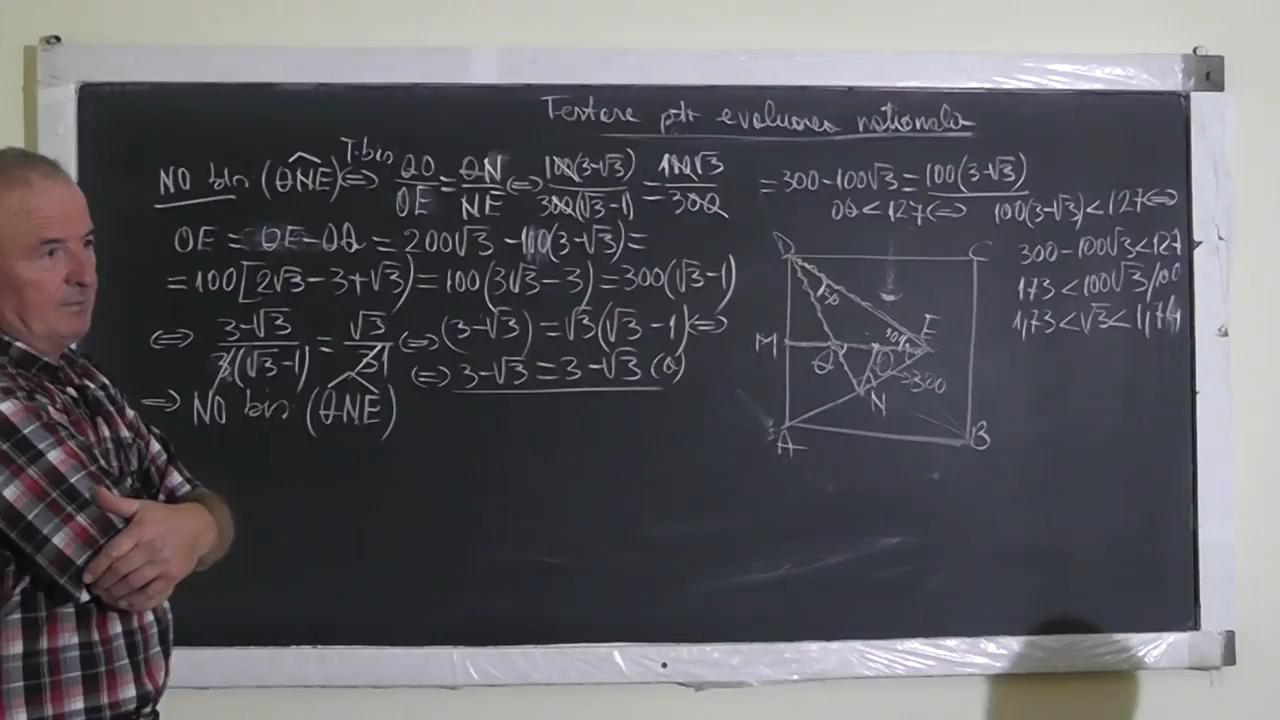 Testare ptr evaluarea nationala
NO bis (∢QNE) T.bis ⇔ QO/OE = QN/NE ⇔ 100(3-√3)/300(√3-1) = 100√3/300
OE = QE-OQ = 200√3 - 100(3-√3) =
= 100[2√3-3+√3) = 100(3√3-3) = 300(√3-1)
⇔ 3-√3/3(√3-1) = √3/3 ⇔ (3-√3) = √3(√3-1) ⇔
⇔ 3-√3 = 3-√3 (A)
⇒ NO bis (QNE)
= 300-100√3 = 100(3-√3)
OQ < 127 ⇔ 100(3-√3) < 127 ⇔
300-100√3 < 127
173 < 100√3 /100
1,73 < √3 < 1,74
D
C
30
M
Q
30
E
O
300
N
A
B